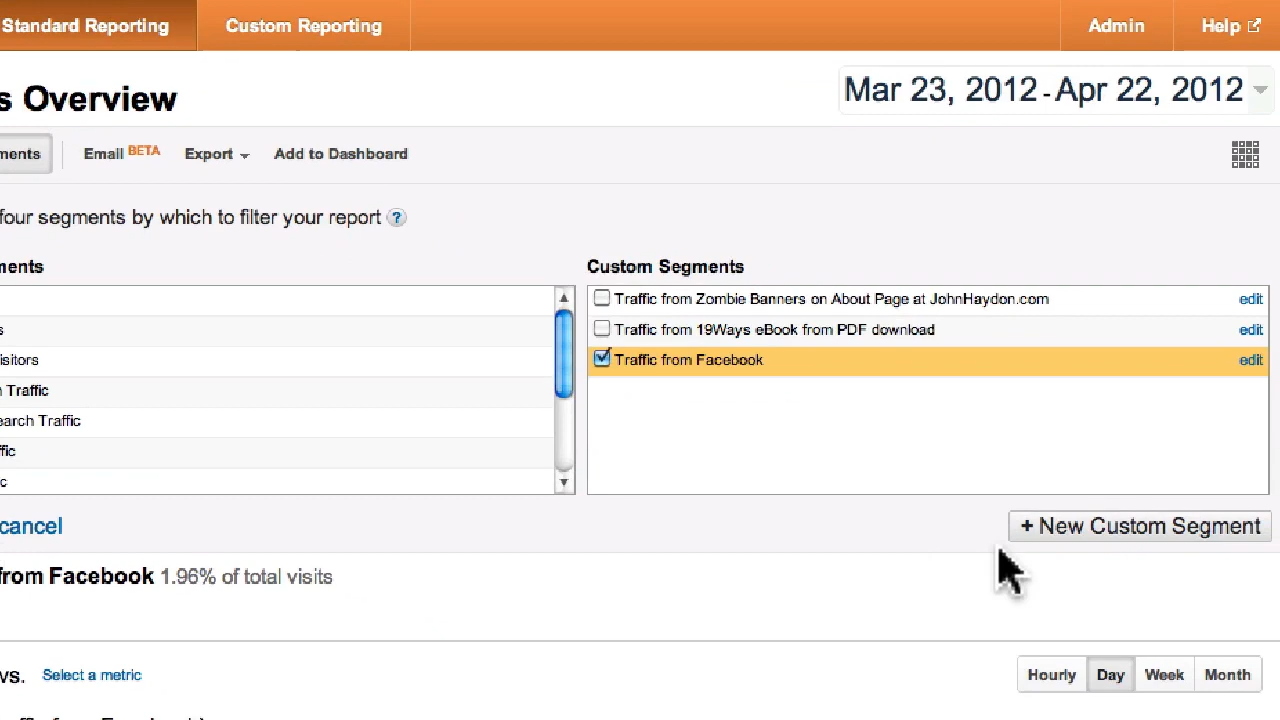 Standard Reporting Custom Reporting Admin Help
s Overview Mar 23, 2012 - Apr 22, 2012
ments Email BETA Export Add to Dashboard
four segments by which to filter your report ?
ments Custom Segments
Traffic from Zombie Banners on About Page at JohnHaydon.com edit
s Traffic from 19Ways eBook from PDF download edit
isitors Traffic from Facebook edit
n Traffic
earch Traffic
ffic
c
cancel + New Custom Segment
from Facebook 1.96% of total visits
vs. Select a metric Hourly Day Week Month